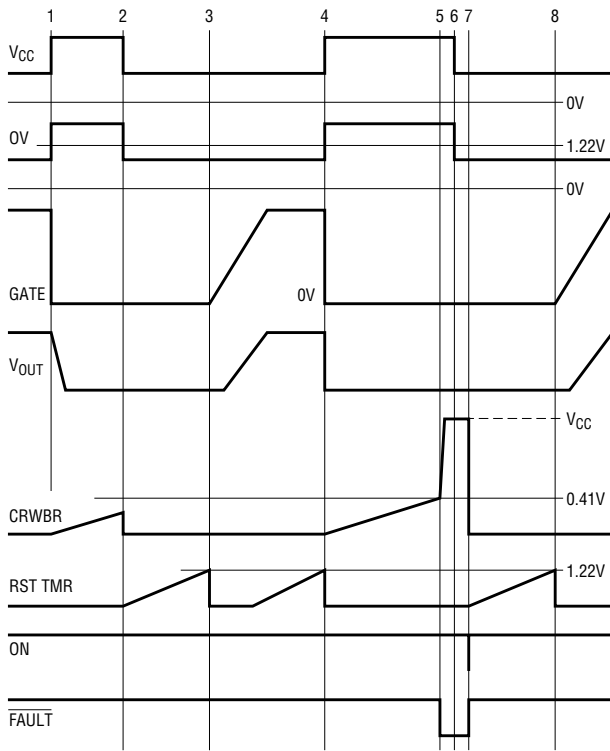 1 2 3 4 5 6 7 8
VCC
0V
OV
1.22V
0V
GATE
0V
VOUT
VCC
0.41V
CRWBR
1.22V
RST TMR
ON
FAULT